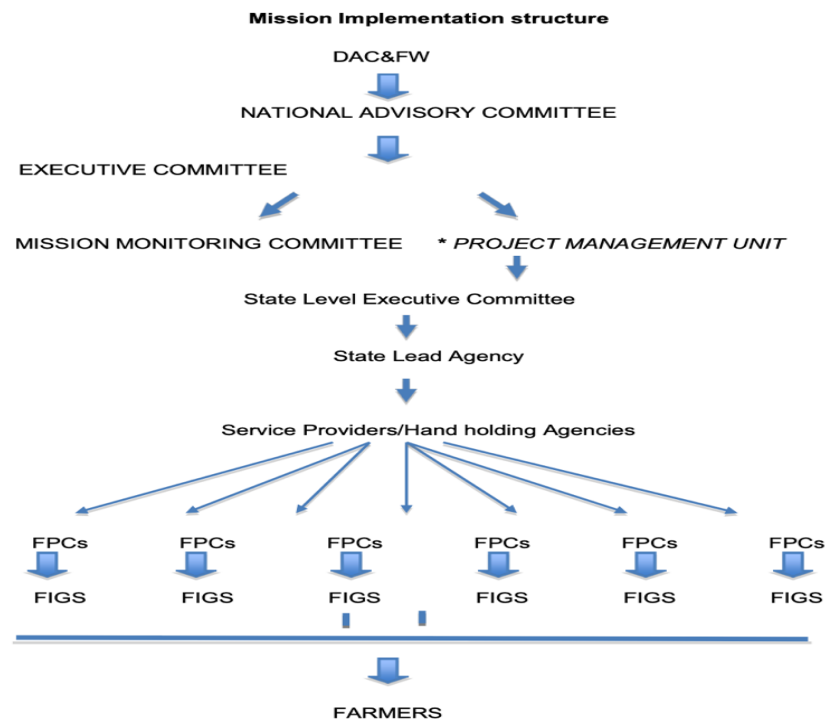 Mission Implementation structure
DAC&FW
NATIONAL ADVISORY COMMITTEE
EXECUTIVE COMMITTEE
MISSION MONITORING COMMITTEE * PROJECT MANAGEMENT UNIT
State Level Executive Committee
State Lead Agency
Service Providers/Hand holding Agencies
FPCs FPCs FPCs FPCs FPCs FPCs
FIGS FIGS FIGS FIGS FIGS FIGS
FARMERS